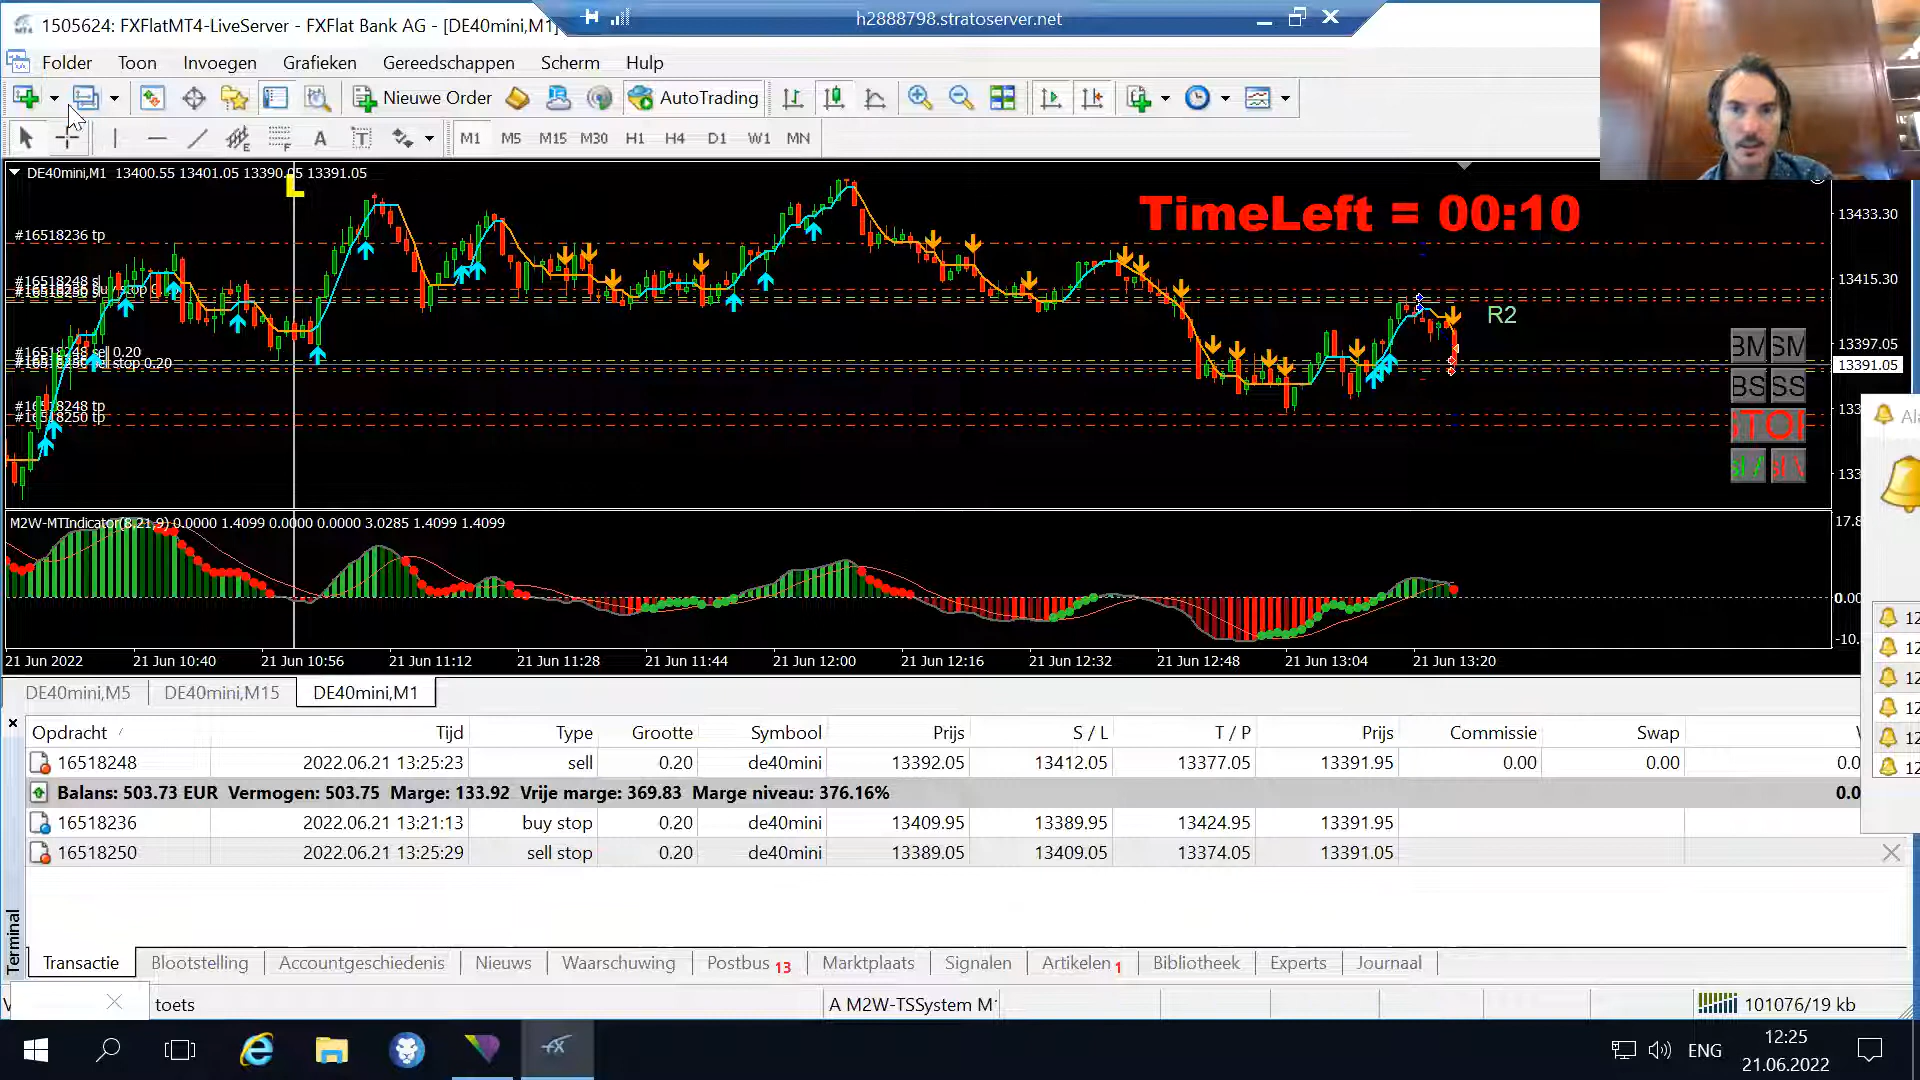 1505624: FXFlatMT4-LiveServer - FXFlat Bank AG - [DE40mini,M1]
h2888798.stratoserver.net
Folder Toon Invoegen Grafieken Gereedschappen Scherm Hulp
Nieuwe Order AutoTrading
A T E F
M1 M5 M15 M30 H1 H4 D1 W1 MN
DE40mini,M1 13400.55 13401.05 13390.05 13391.05
L
TimeLeft = 00:10
13433.30
#16518236 tp
13415.30
#16518248 sl
R2
13397.05
BM SM
#16518248 sell 0.20
13391.05
BS SS
#16518248 tp
#16518250 tp
M2W-MTIndicator(8,21,9) 0.0000 1.4099 0.0000 0.0000 3.0285 1.4099 1.4099
21 Jun 2022 21 Jun 10:40 21 Jun 10:56 21 Jun 11:12 21 Jun 11:28 21 Jun 11:44 21 Jun 12:00 21 Jun 12:16 21 Jun 12:32 21 Jun 12:48 21 Jun 13:04 21 Jun 13:20
DE40mini,M5 DE40mini,M15 DE40mini,M1
Opdracht Tijd Type Grootte Symbool Prijs S / L T / P Prijs Commissie Swap
16518248 2022.06.21 13:25:23 sell 0.20 de40mini 13392.05 13412.05 13377.05 13391.95 0.00 0.00
Balans: 503.73 EUR Vermogen: 503.75 Marge: 133.92 Vrije marge: 369.83 Marge niveau: 376.16%
16518236 2022.06.21 13:21:13 buy stop 0.20 de40mini 13409.95 13389.95 13424.95 13391.95
16518250 2022.06.21 13:25:29 sell stop 0.20 de40mini 13389.05 13409.05 13374.05 13391.05
Terminal
Transactie Blootstelling Accountgeschiedenis Nieuws Waarschuwing Postbus 13 Marktplaats Signalen Artikelen 1 Bibliotheek Experts Journaal
toets A M2W-TSSystem M 101076/19 kb
ENG 12:25
21.06.2022